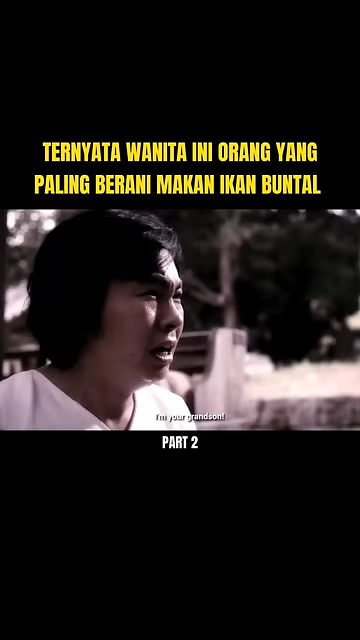 TERNYATA WANITA INI ORANG YANG
PALING BERANI MAKAN IKAN BUNTAL
I'm your grandson!
PART 2